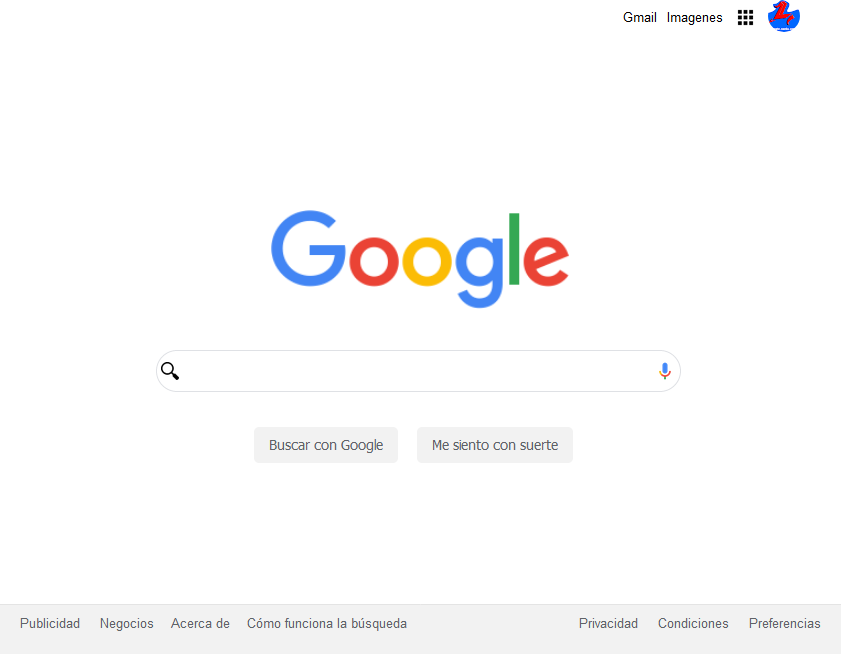 Gmail Imagenes
Google
Buscar con Google Me siento con suerte
Publicidad Negocios Acerca de Cómo funciona la búsqueda Privacidad Condiciones Preferencias